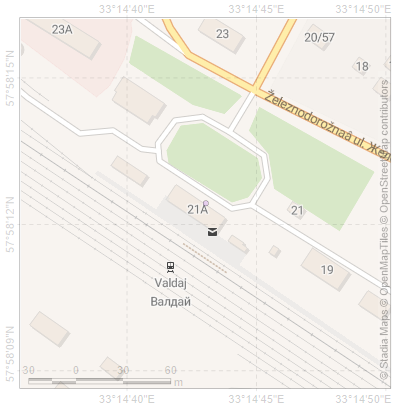 33°14'40"E 33°14'45"E 33°14'50"E
23A
23
20/57
18
57°58'15"N
Železnodorožnaâ ul. Жел
21A
21
57°58'12"N
19
Valdaj
Валдай
57°58'09"N
30 0 30 60 m
33°14'40"E 33°14'45"E 33°14'50"E
© Stadia Maps © OpenMapTiles © OpenStreetMap contributors